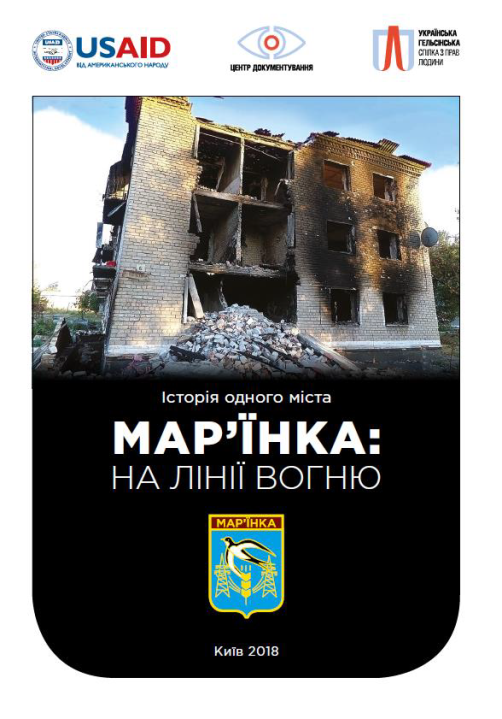 USAID
ВІД АМЕРИКАНСЬКОГО НАРОДУ
ЦЕНТР ДОКУМЕНТУВАННЯ
УКРАЇНСЬКА
ГЕЛЬСІНСЬКА
СПІЛКА З ПРАВ
ЛЮДИНИ
Історія одного міста
МАР’ЇНКА:
НА ЛІНІЇ ВОГНЮ
МАР’ЇНКА
Київ 2018